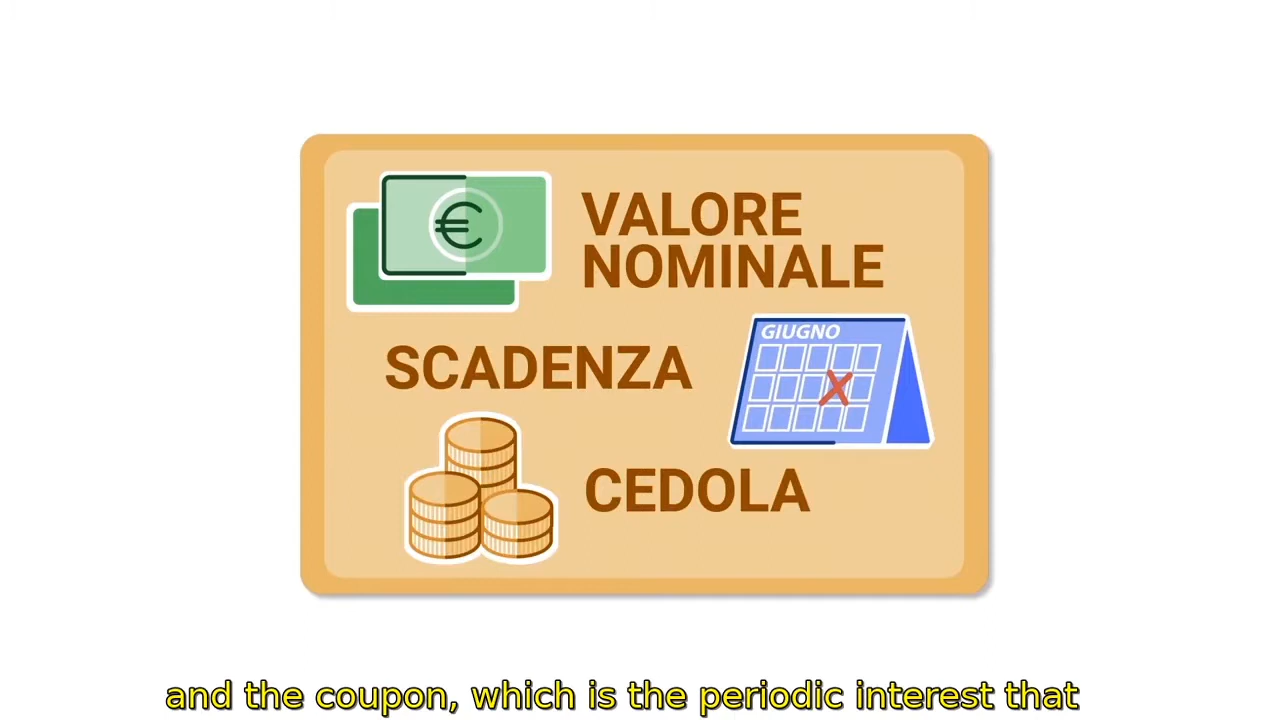 VALORE
NOMINALE
GIUGNO
SCADENZA
CEDOLA
and the coupon, which is the periodic interest that